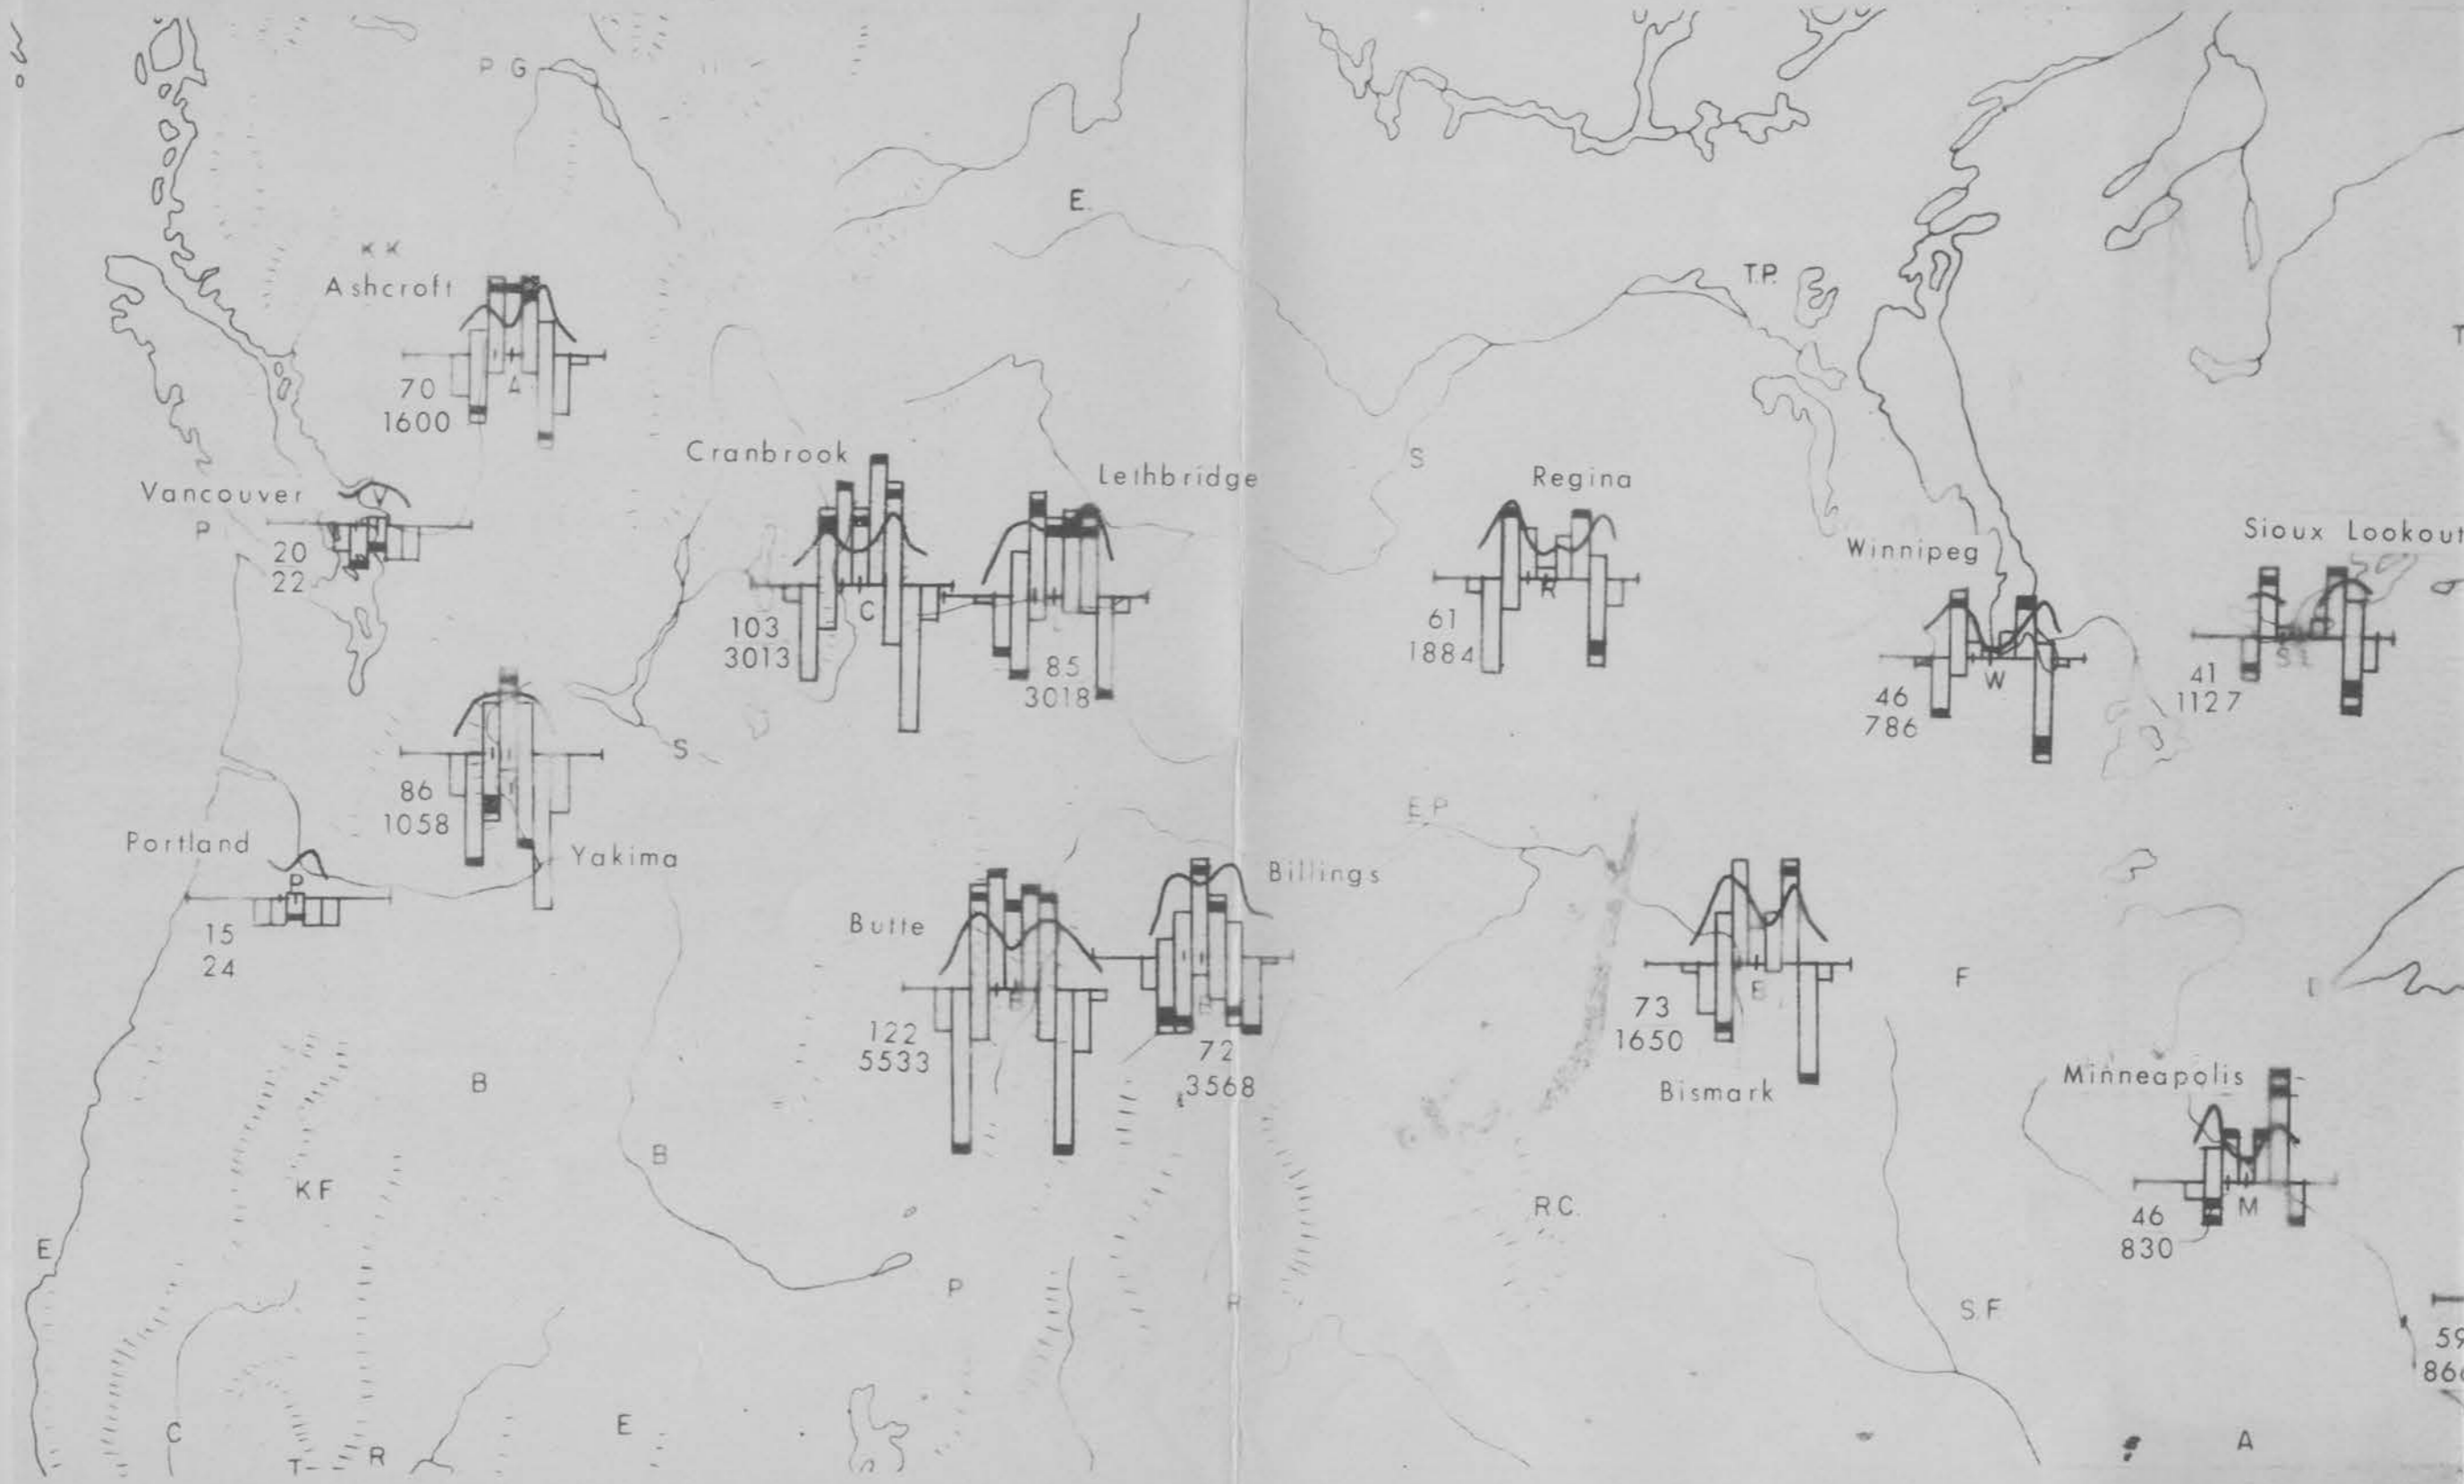 P G
E.
K K
Ashcroft
T.P.
70
1600
A
Cranbrook
S
Lethbridge
Regina
Vancouver
V
P
20
22
Winnipeg
Sioux Lookout
103
3013
C
85
3018
61
1884
R
46
786
W
41
1127
S
86
1058
E.P
Portland
Yakima
P
15
24
Butte
Billings
122
5533
72
3568
73
1650
Bismark
F
B
Minneapolis
B
K F
R.C.
46
830
M
E
P
R
S.F
59
C
T
R
E
A